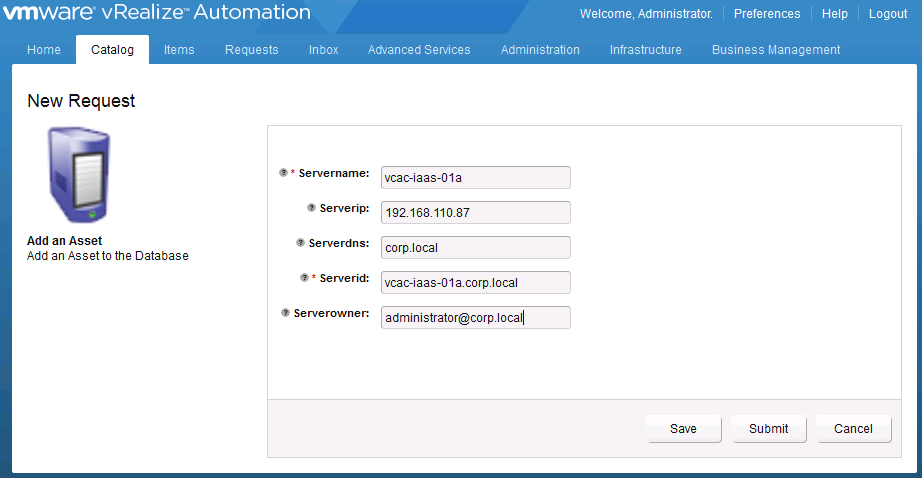 vmware® vRealize™ Automation
Welcome, Administrator. Preferences Help Logout
Home Catalog Items Requests Inbox Advanced Services Administration Infrastructure Business Management
New Request
Add an Asset
Add an Asset to the Database
? * Servername: vcac-iaas-01a
? Serverip: 192.168.110.87
? Serverdns: corp.local
? * Serverid: vcac-iaas-01a.corp.local
? Serverowner: administrator@corp.local
Save Submit Cancel